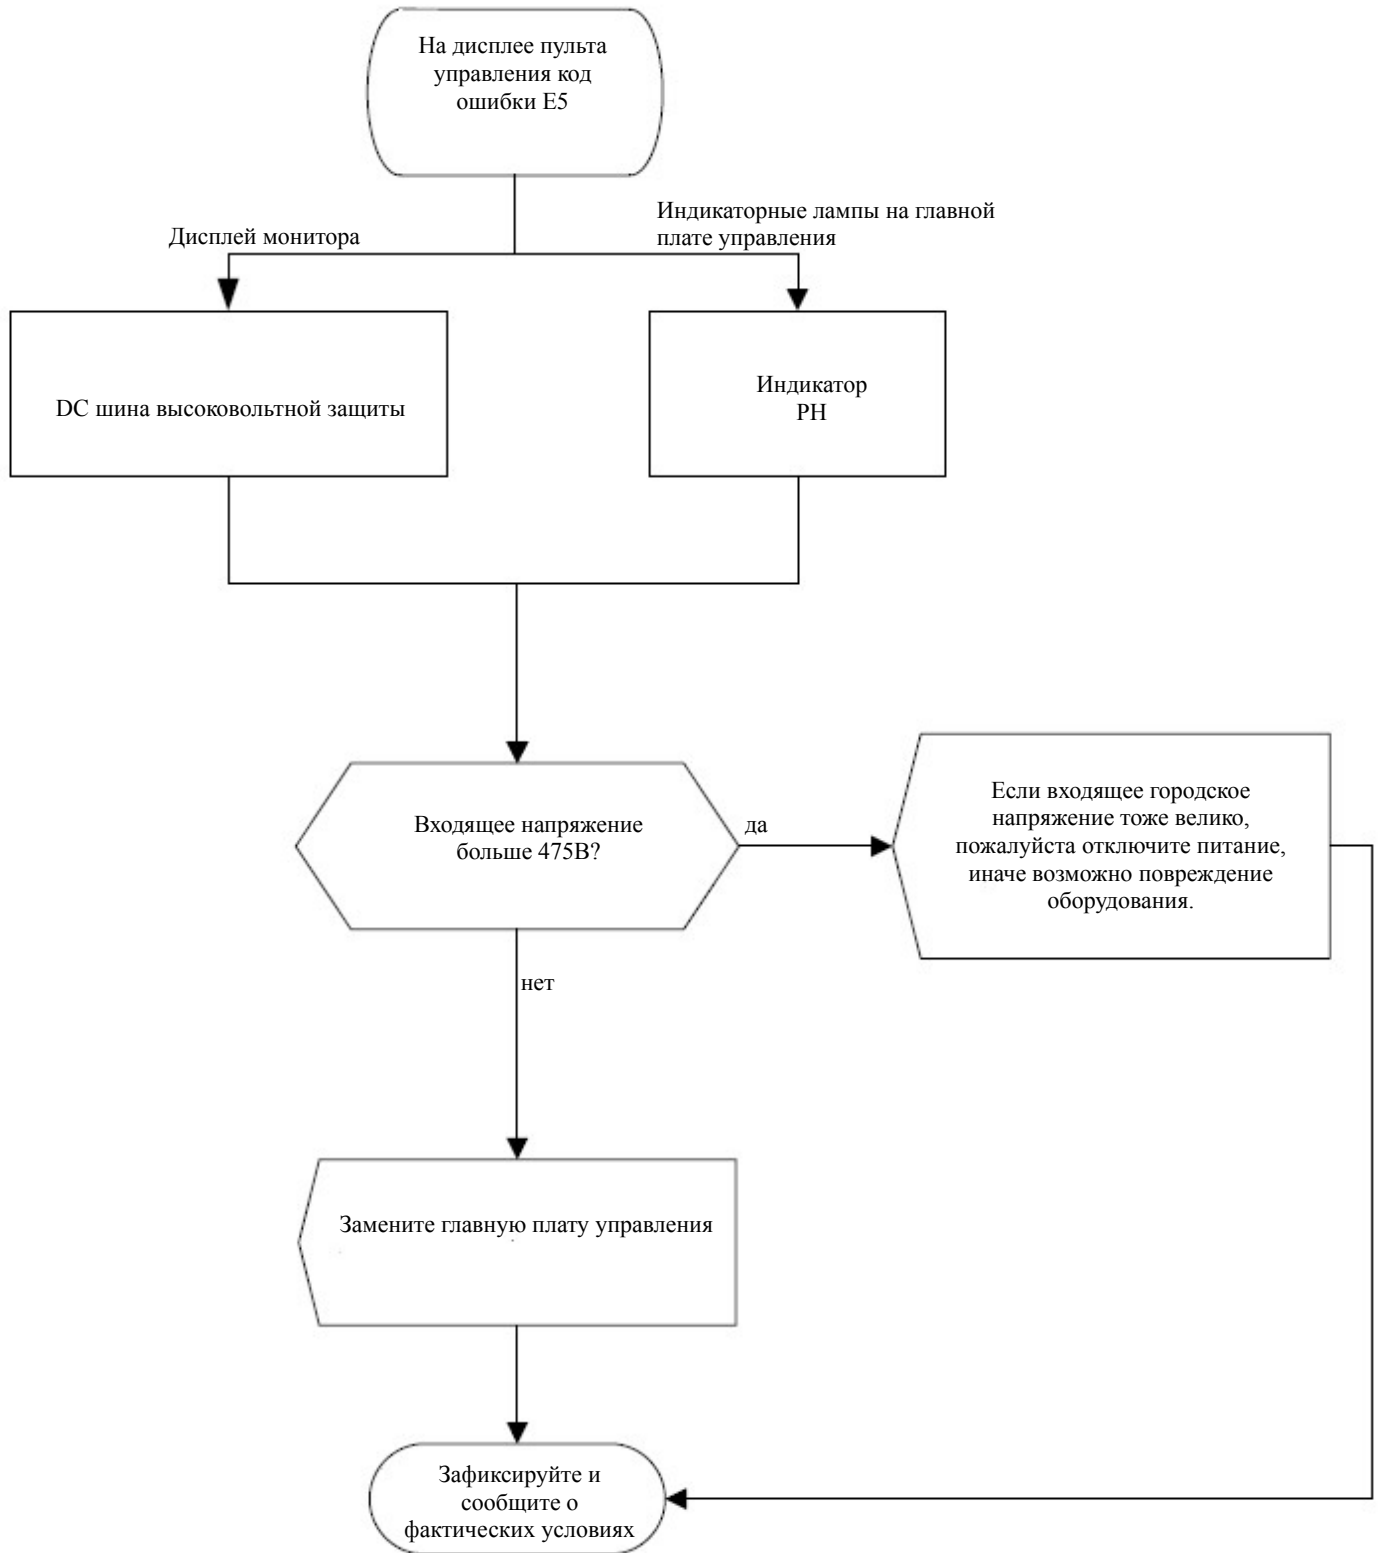 На дисплее пульта
управления код
ошибки E5
Дисплей монитора
Индикаторные лампы на главной
плате управления
DC шина высоковольтной защиты
Индикатор
PH
Входящее напряжение
больше 475В?
да
Если входящее городское
напряжение тоже велико,
пожалуйста отключите питание,
иначе возможно повреждение
оборудования.
нет
Замените главную плату управления
Зафиксируйте и
сообщите о
фактических условиях